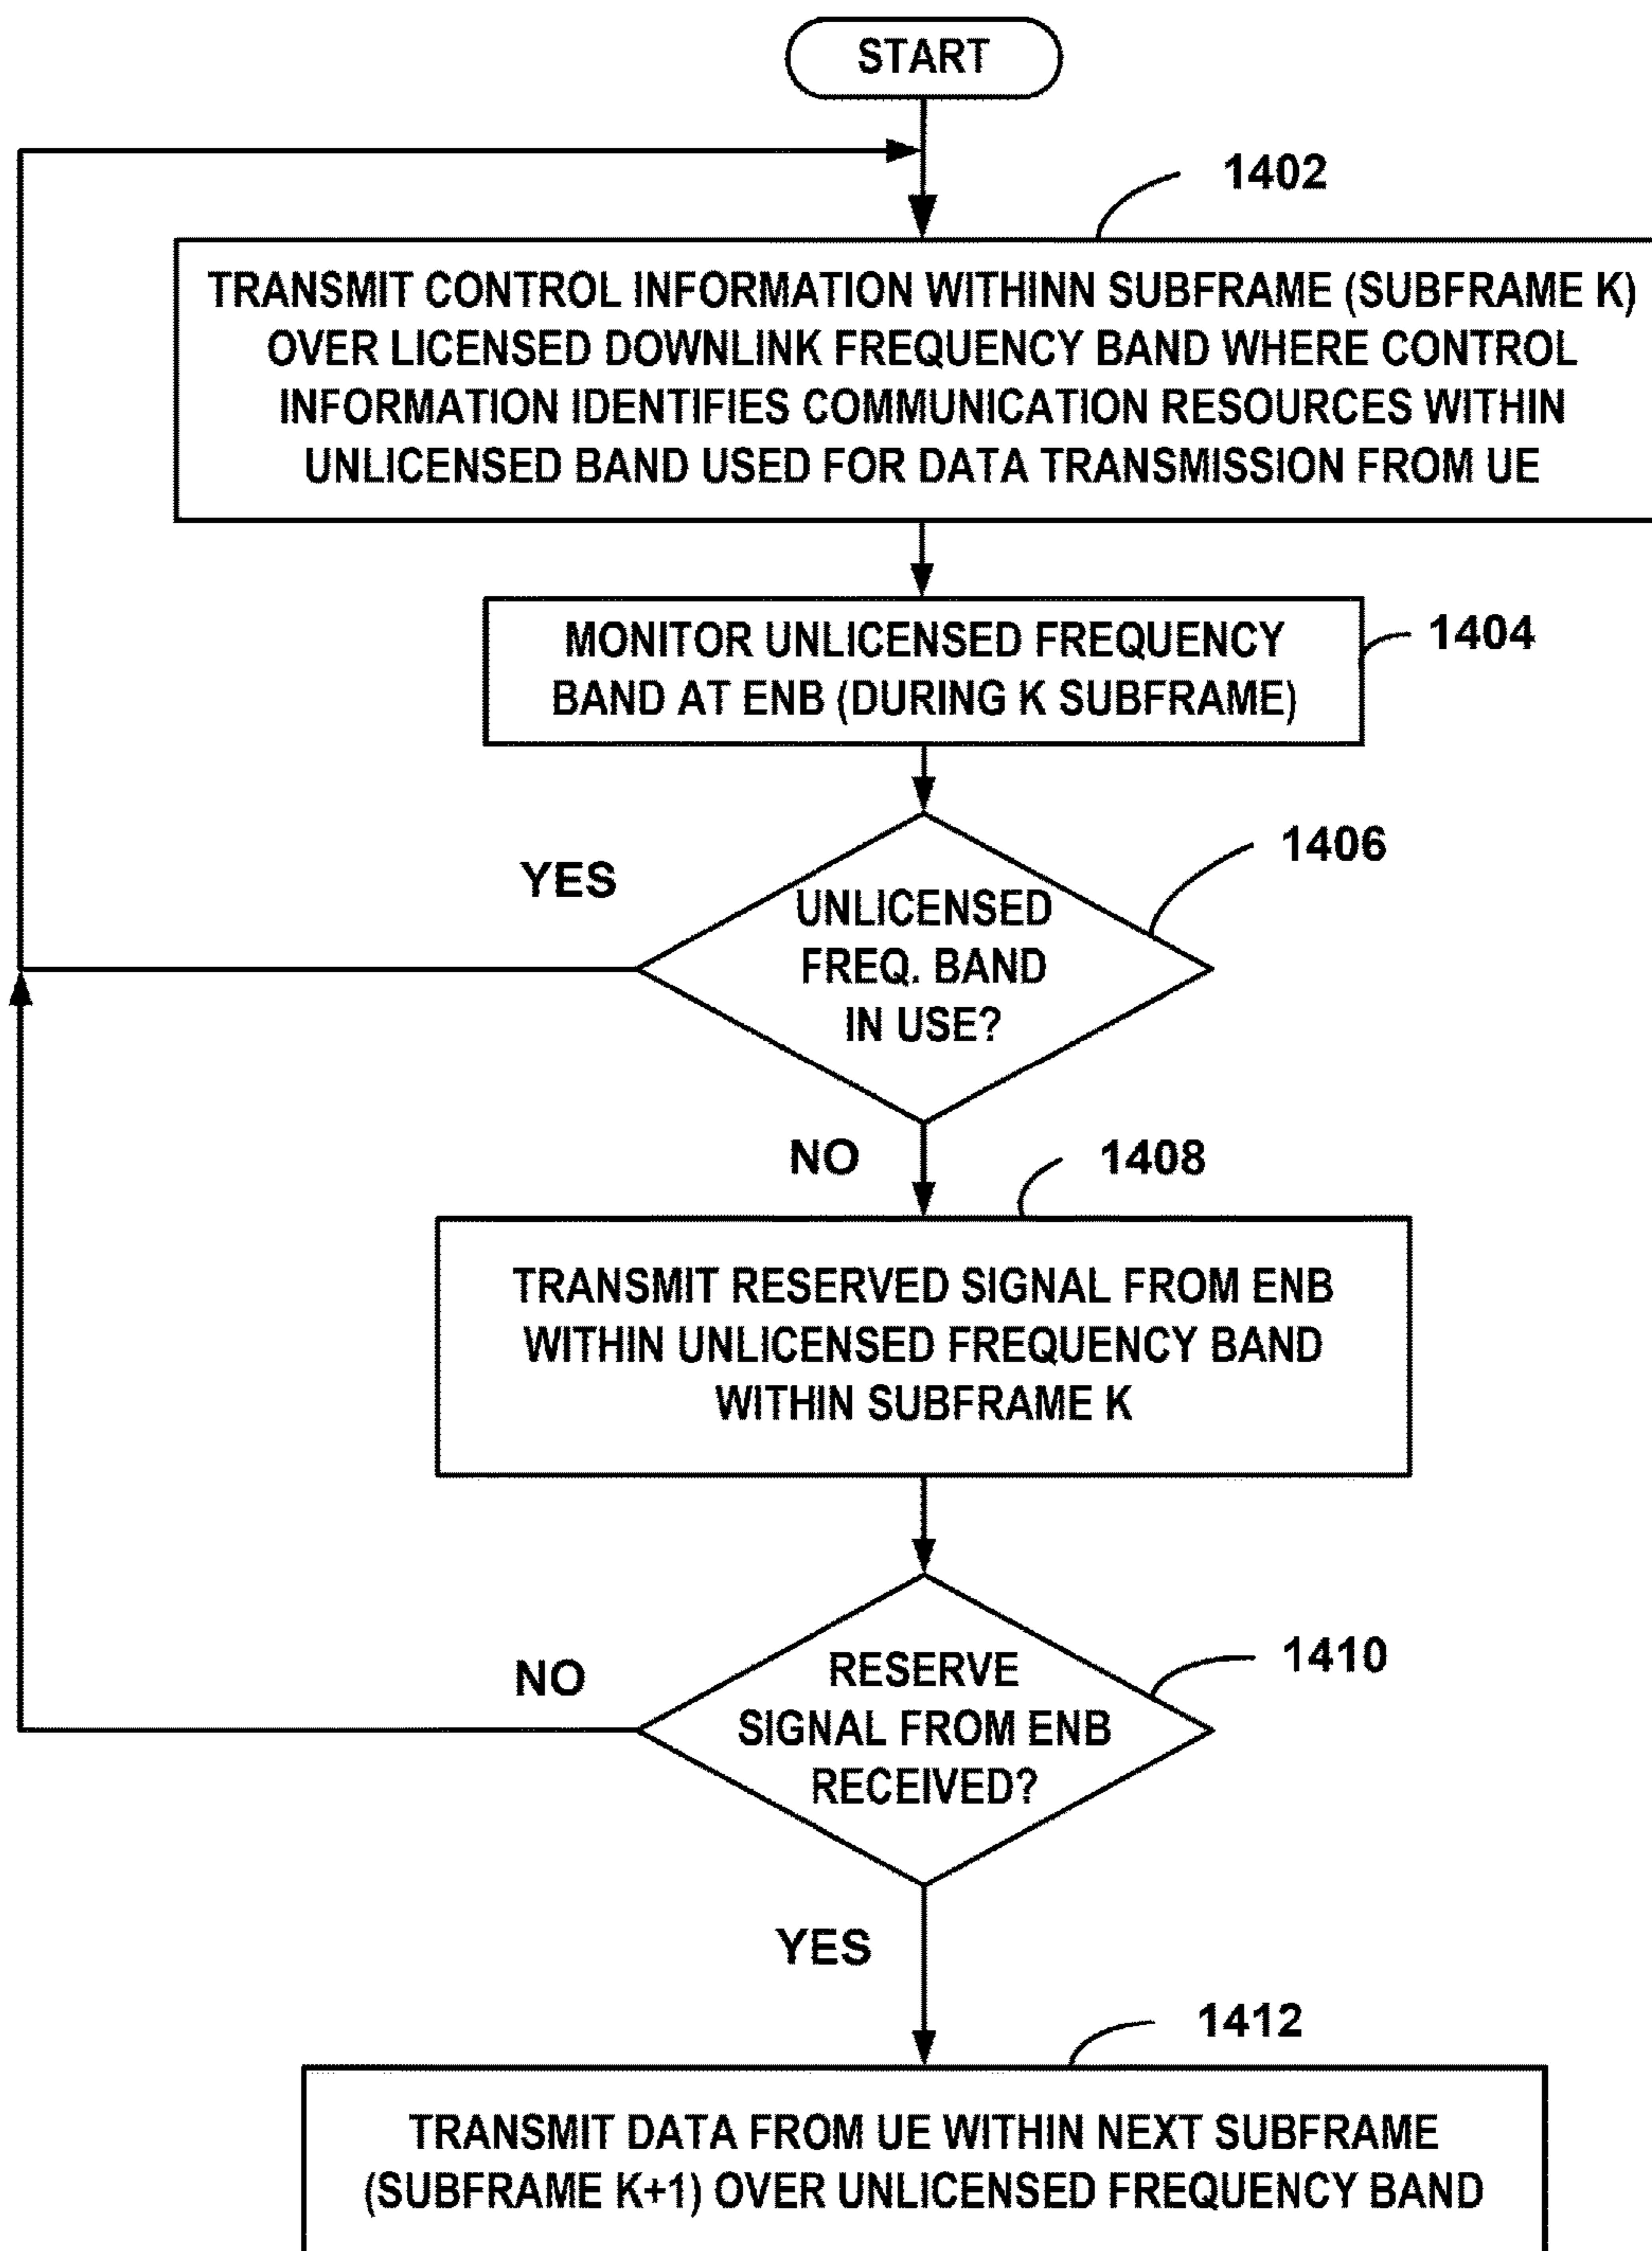 START
1402
TRANSMIT CONTROL INFORMATION WITHINN SUBFRAME (SUBFRAME K)
OVER LICENSED DOWNLINK FREQUENCY BAND WHERE CONTROL
INFORMATION IDENTIFIES COMMUNICATION RESOURCES WITHIN
UNLICENSED BAND USED FOR DATA TRANSMISSION FROM UE
MONITOR UNLICENSED FREQUENCY
BAND AT ENB (DURING K SUBFRAME)
1404
1406
YES
UNLICENSED
FREQ. BAND
IN USE?
NO
1408
TRANSMIT RESERVED SIGNAL FROM ENB
WITHIN UNLICENSED FREQUENCY BAND
WITHIN SUBFRAME K
1410
NO
RESERVE
SIGNAL FROM ENB
RECEIVED?
YES
1412
TRANSMIT DATA FROM UE WITHIN NEXT SUBFRAME
(SUBFRAME K+1) OVER UNLICENSED FREQUENCY BAND